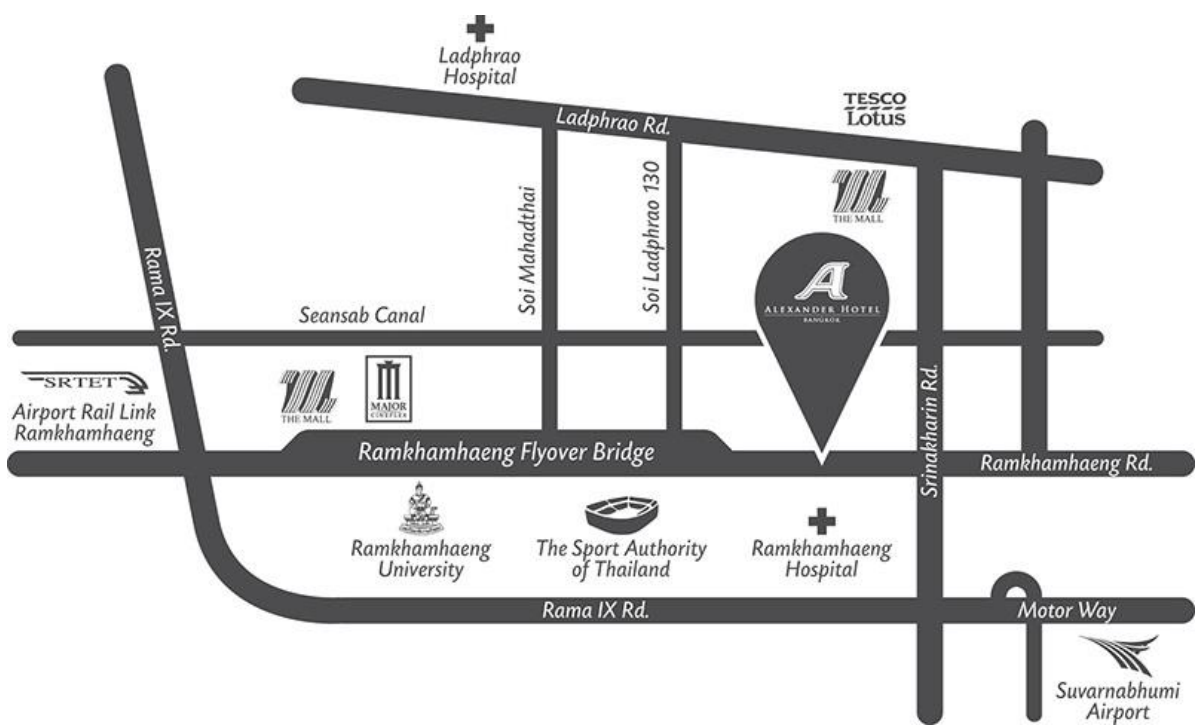 Ladphrao
Hospital
TESCO
Lotus
Ladphrao Rd.
Soi Mahadthai
Soi Ladphrao 130
THE MALL
Rama IX Rd.
A
ALEXANDER HOTEL
BANGKOK
Seansab Canal
SRTET
Airport Rail Link
Ramkhamhaeng
THE MALL
MAJOR
CINEPLEX
Ramkhamhaeng Flyover Bridge
Srinakharin Rd.
Ramkhamhaeng Rd.
Ramkhamhaeng
University
The Sport Authority
of Thailand
Ramkhamhaeng
Hospital
Rama IX Rd.
Motor Way
Suvarnabhumi
Airport